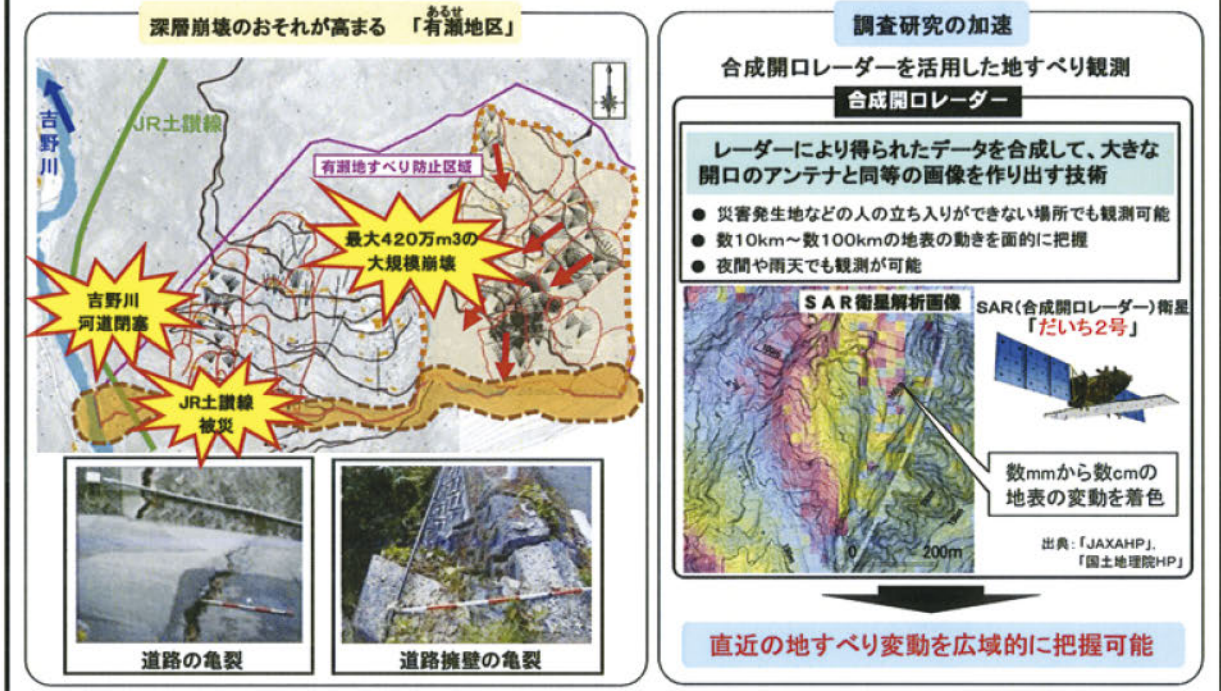 深層崩壊のおそれが高まる 「有瀬地区」
あるせ
吉野川
JR土讃線
有瀬地すべり防止区域
最大420万m3の
大規模崩壊
吉野川
河道閉塞
JR土讃線
被災
道路の亀裂
道路擁壁の亀裂
調査研究の加速
合成開口レーダーを活用した地すべり観測
合成開口レーダー
レーダーにより得られたデータを合成して、大きな
開口のアンテナと同等の画像を作り出す技術
● 災害発生地などの人の立ち入りができない場所でも観測可能
● 数10km～数100kmの地表の動きを面的に把握
● 夜間や雨天でも観測が可能
SAR衛星解析画像
SAR(合成開口レーダー)衛星
「だいち2号」
数mmから数cmの
地表の変動を着色
0 200m
出典:「JAXAHP」,
「国土地理院HP」
直近の地すべり変動を広域的に把握可能